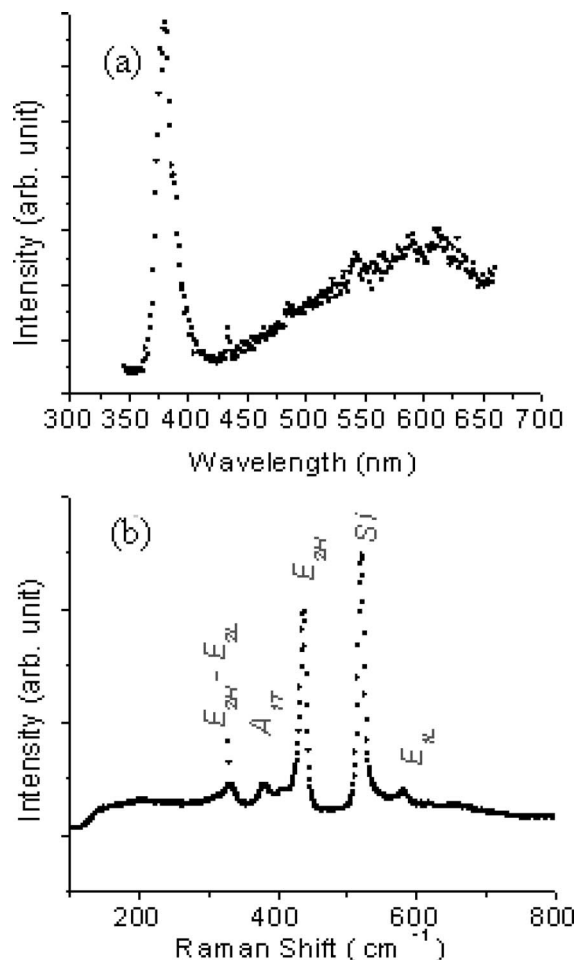 (a)
Intensity (arb. unit)
300 350 400 450 500 550 600 650 700
Wavelength (nm)
(b)
E2H - E2L
A1T
E2H
Si
E1L
Intensity (arb. unit)
200 400 600 800
Raman Shift ( cm⁻¹)